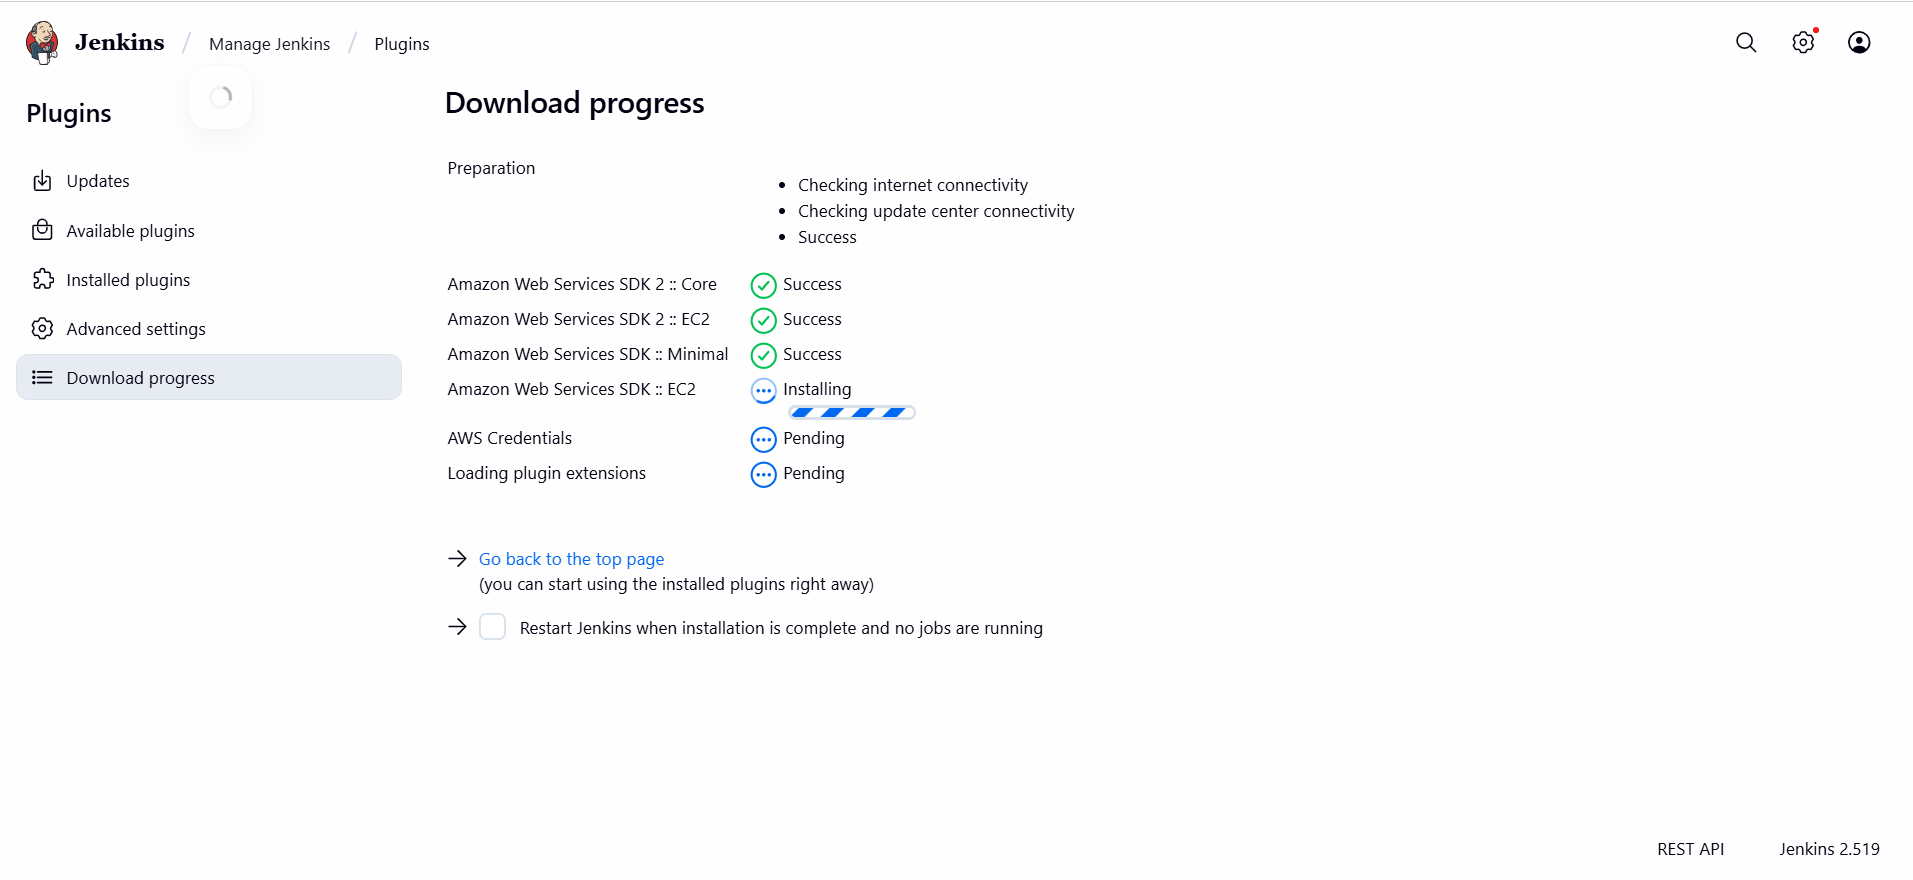 Jenkins / Manage Jenkins / Plugins
Plugins
Updates
Available plugins
Installed plugins
Advanced settings
Download progress
Download progress
Preparation
• Checking internet connectivity
• Checking update center connectivity
• Success
Amazon Web Services SDK 2 :: Core Success
Amazon Web Services SDK 2 :: EC2 Success
Amazon Web Services SDK :: Minimal Success
Amazon Web Services SDK :: EC2 Installing
AWS Credentials Pending
Loading plugin extensions Pending
→ Go back to the top page
(you can start using the installed plugins right away)
→ Restart Jenkins when installation is complete and no jobs are running
REST API Jenkins 2.519